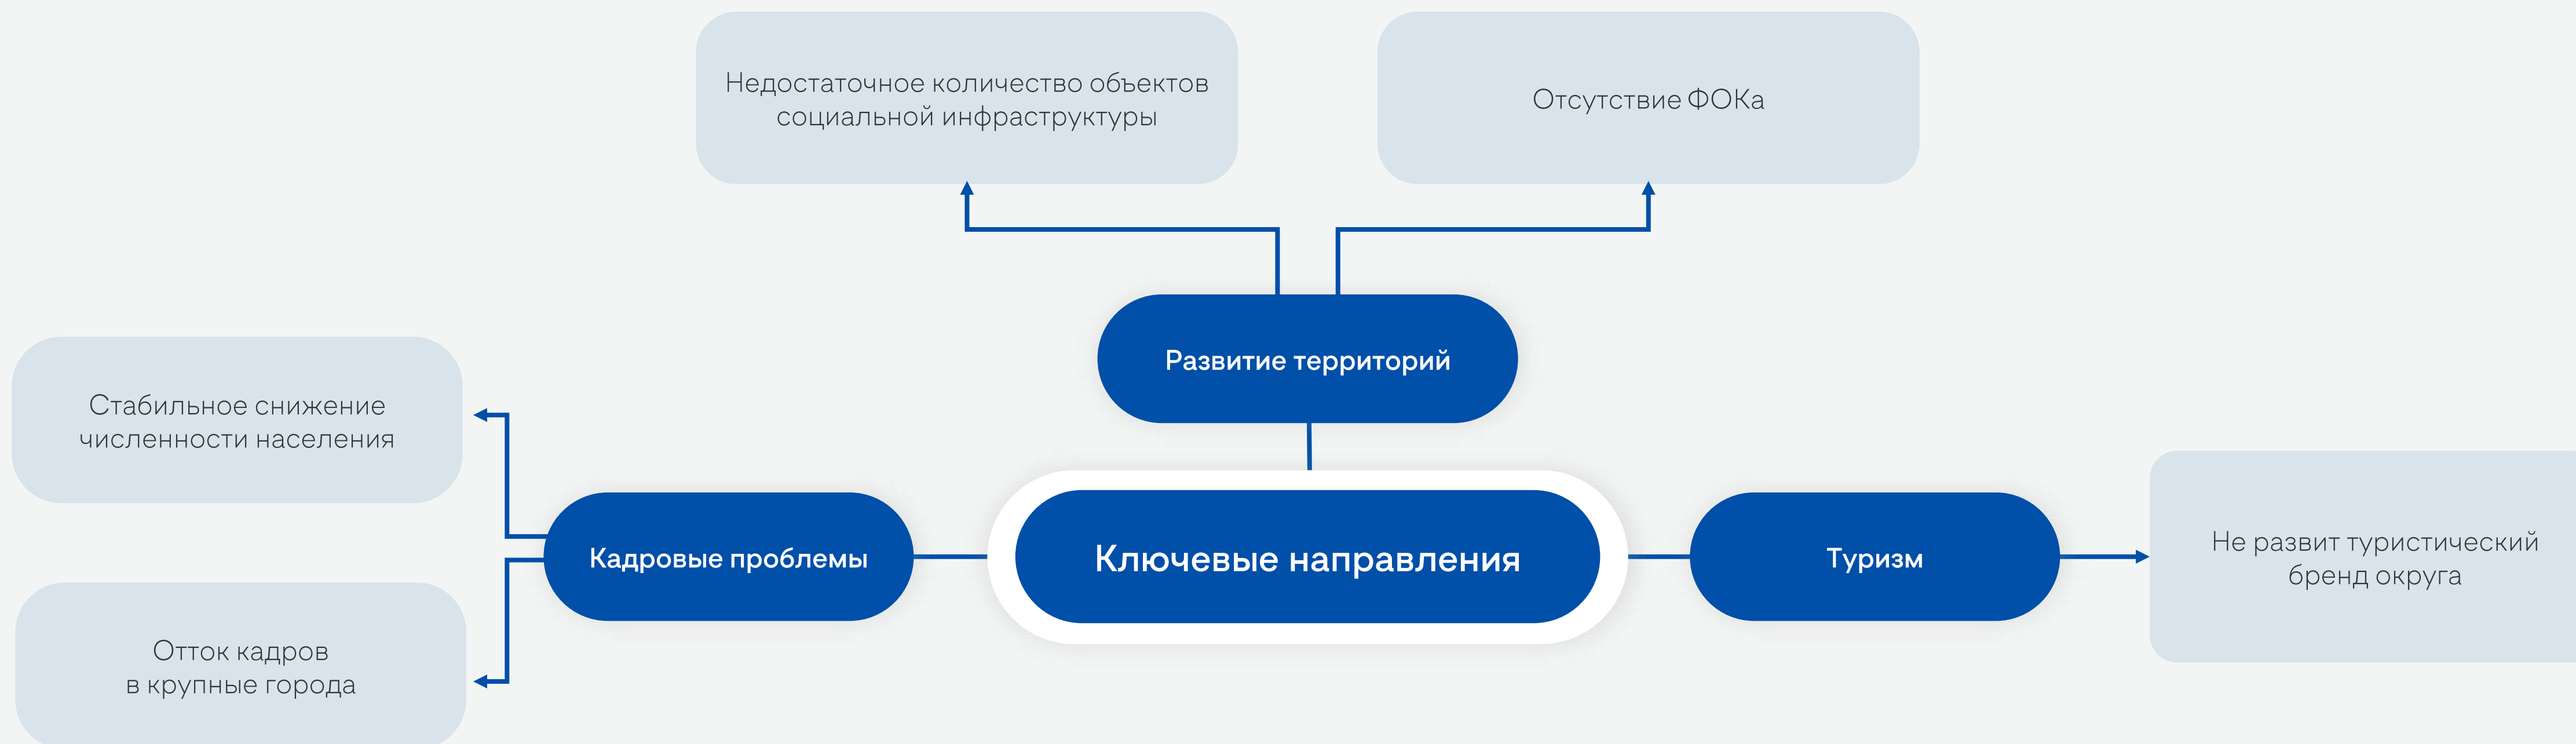 Недостаточное количество объектов
социальной инфраструктуры
Отсутствие ФОКа
Развитие территорий
Стабильное снижение
численности населения
Кадровые проблемы
Ключевые направления
Туризм
Не развит туристический
бренд округа
Отток кадров
в крупные города